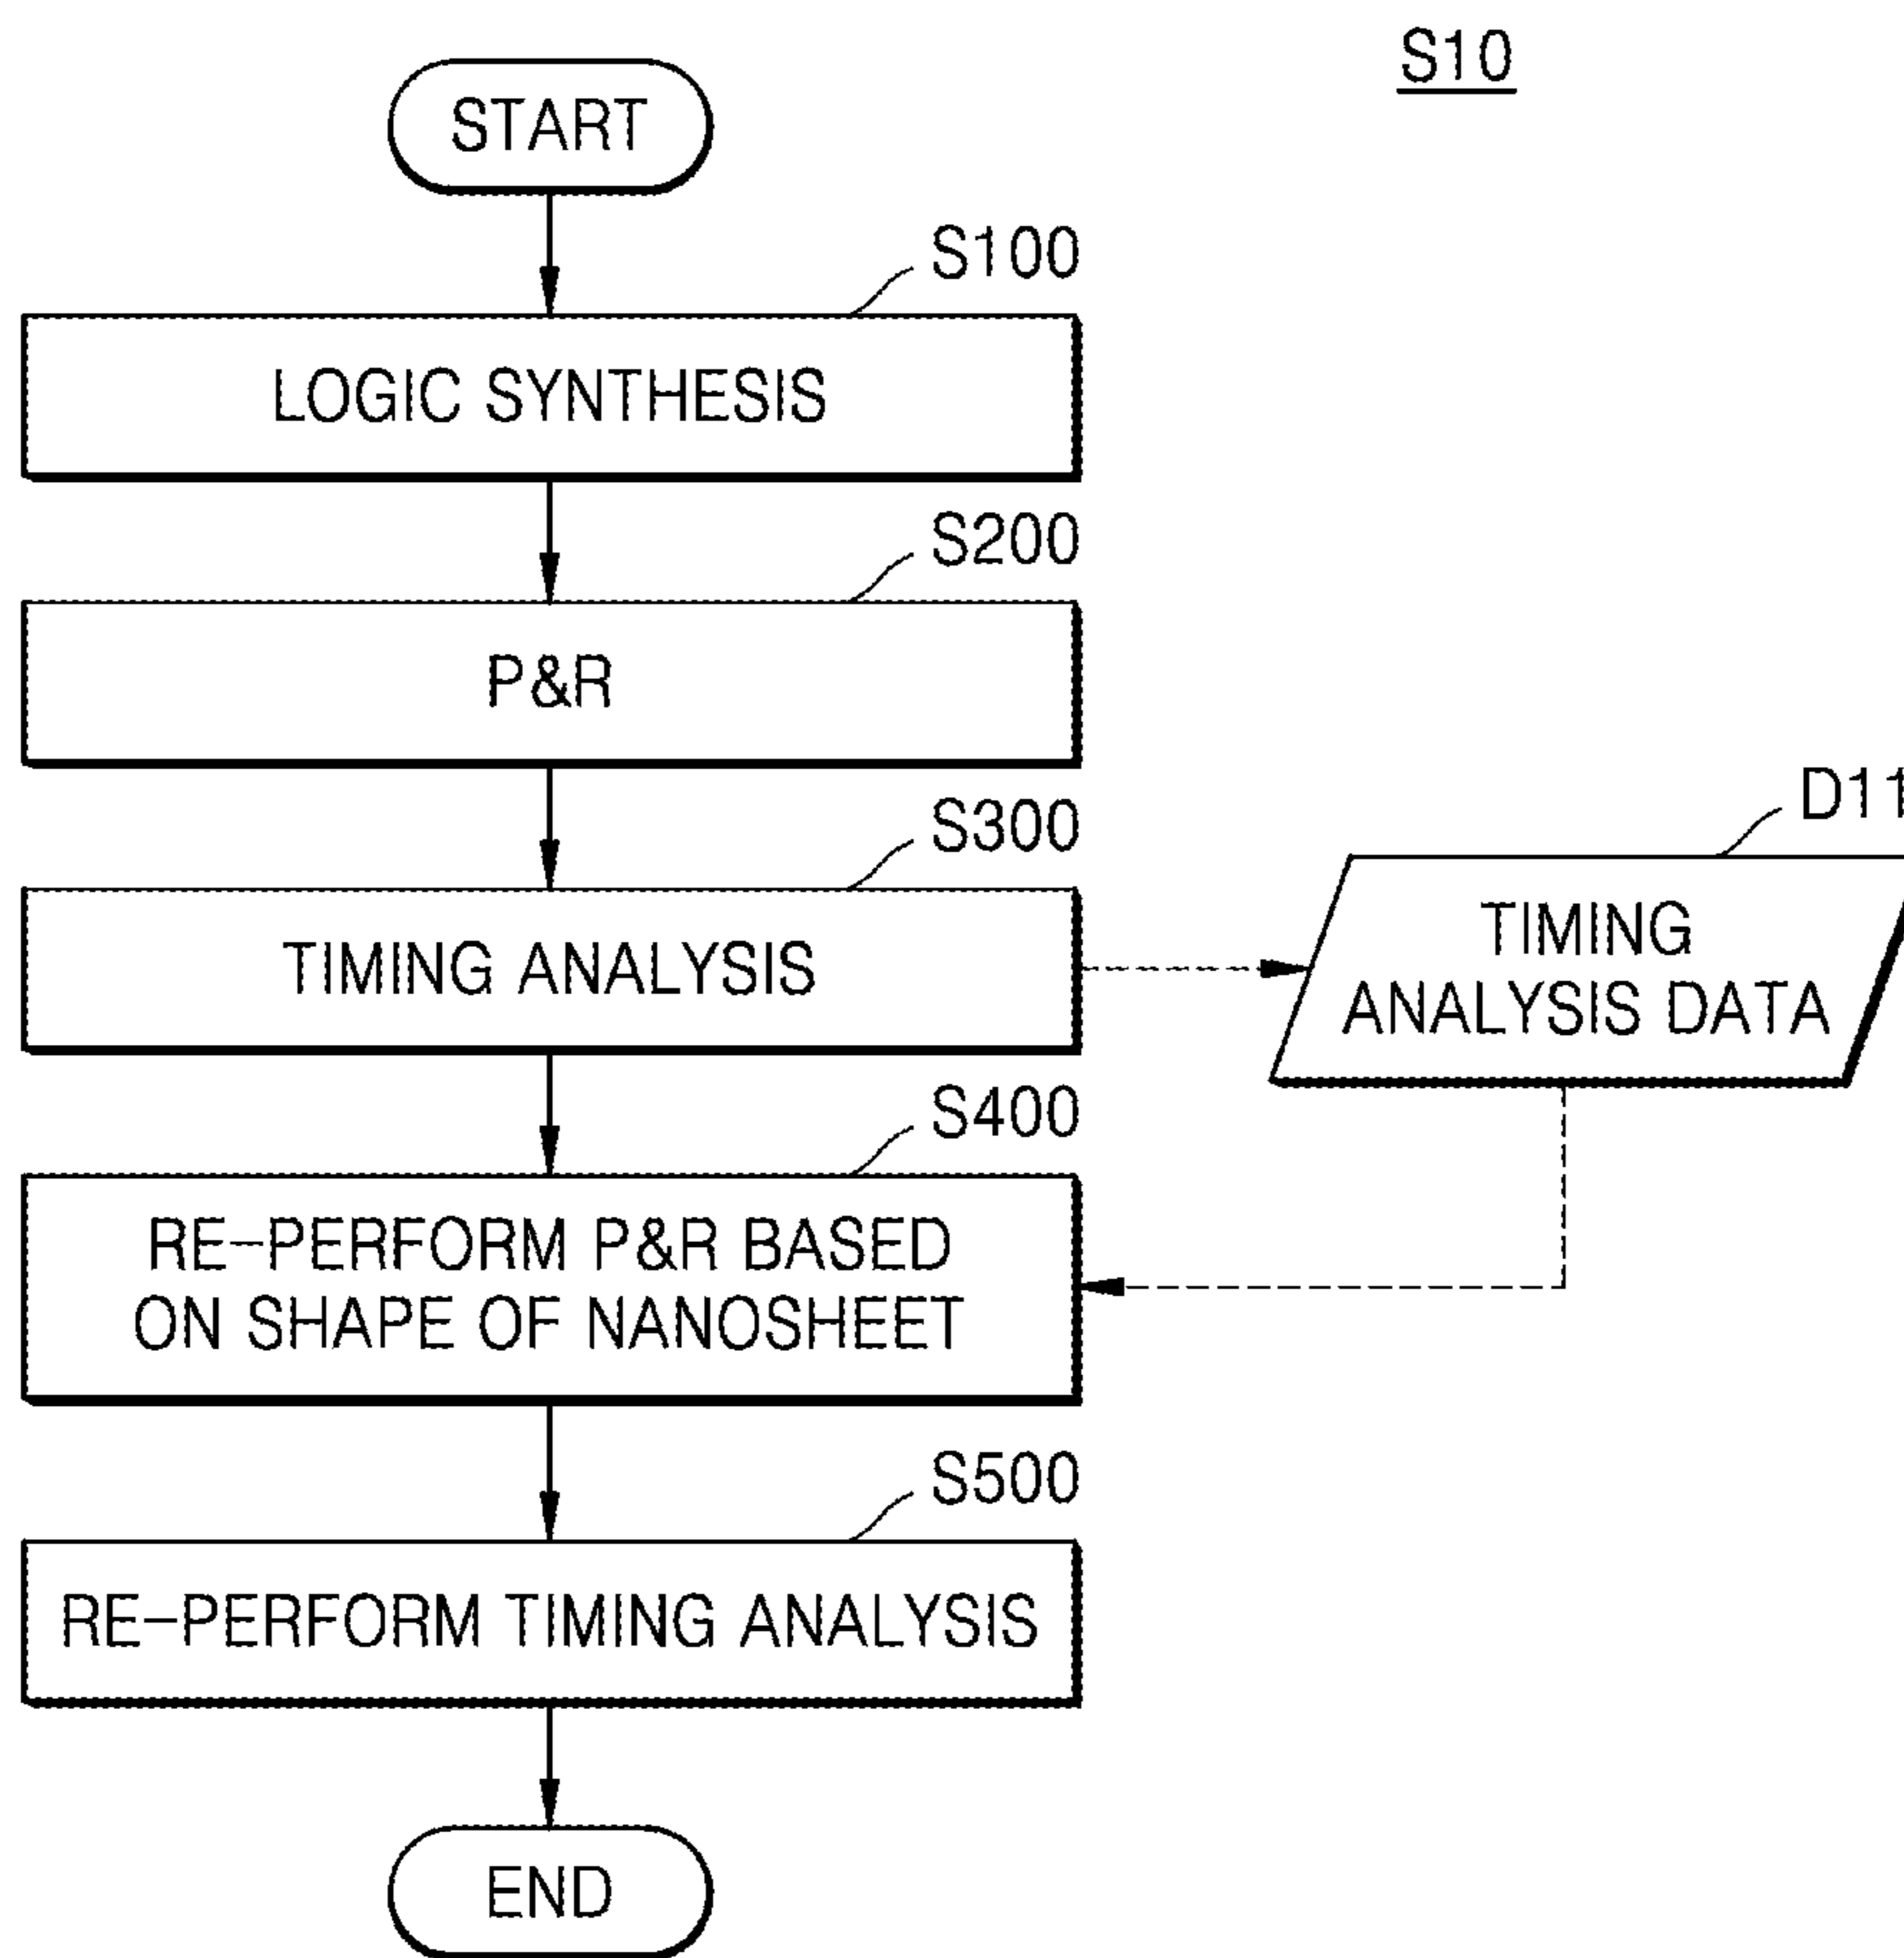 S10
START
S100
LOGIC SYNTHESIS
S200
P&R
S300
TIMING ANALYSIS
D11
TIMING
ANALYSIS DATA
S400
RE-PERFORM P&R BASED
ON SHAPE OF NANOSHEET
S500
RE-PERFORM TIMING ANALYSIS
END